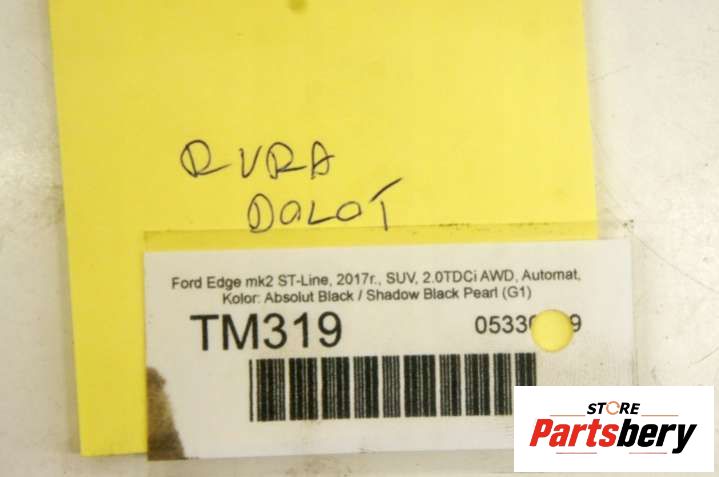 RURA
DOLOT
Ford Edge mk2 ST-Line, 2017r., SUV, 2.0TDCi AWD, Automat,
Kolor: Absolut Black / Shadow Black Pearl (G1)
TM319
STORE
Partsbery